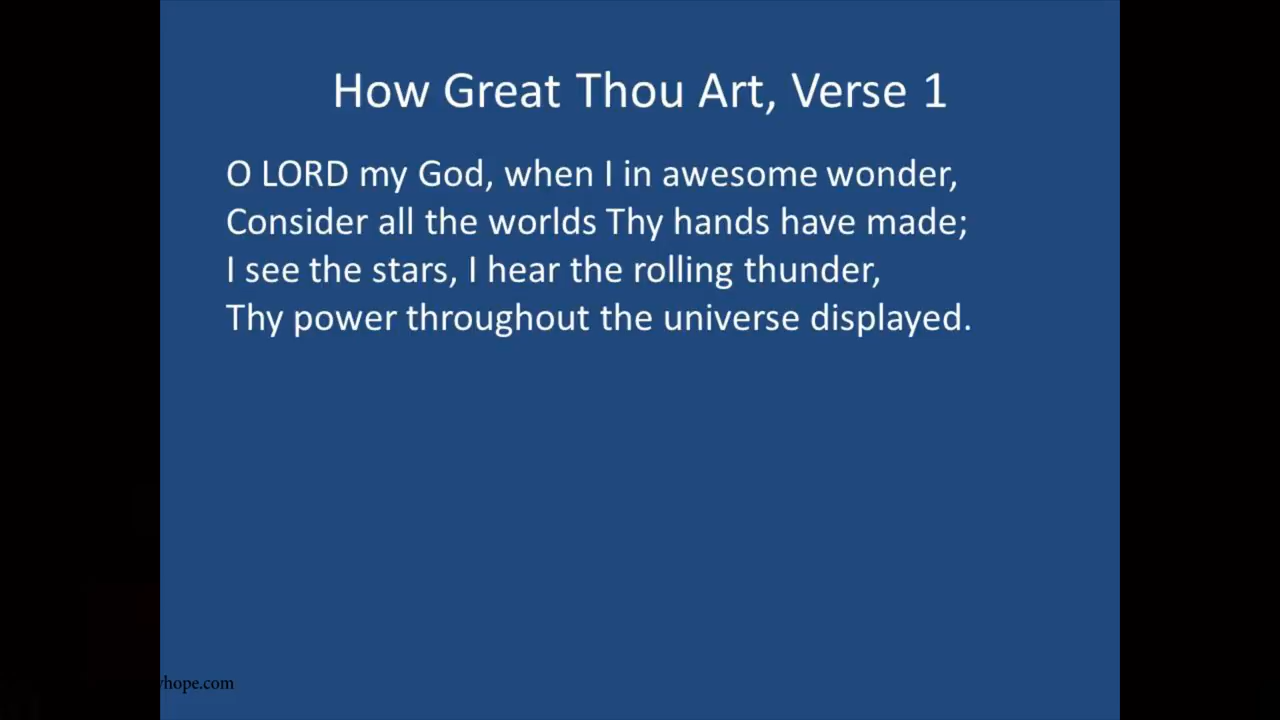 How Great Thou Art, Verse 1
O LORD my God, when I in awesome wonder,
Consider all the worlds Thy hands have made;
I see the stars, I hear the rolling thunder,
Thy power throughout the universe displayed.